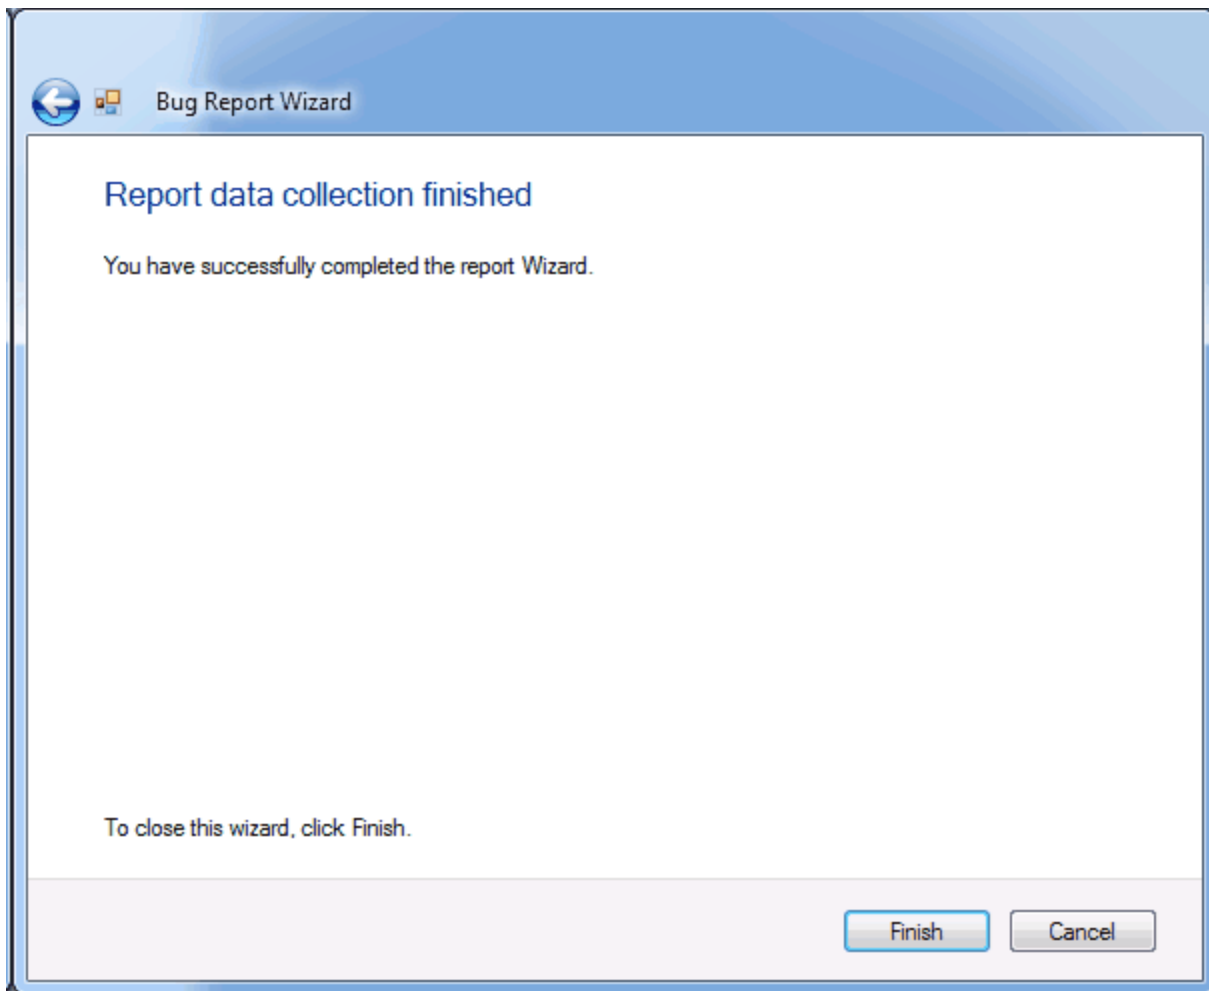 Bug Report Wizard
Report data collection finished
You have successfully completed the report Wizard.
To close this wizard, click Finish.
Finish
Cancel